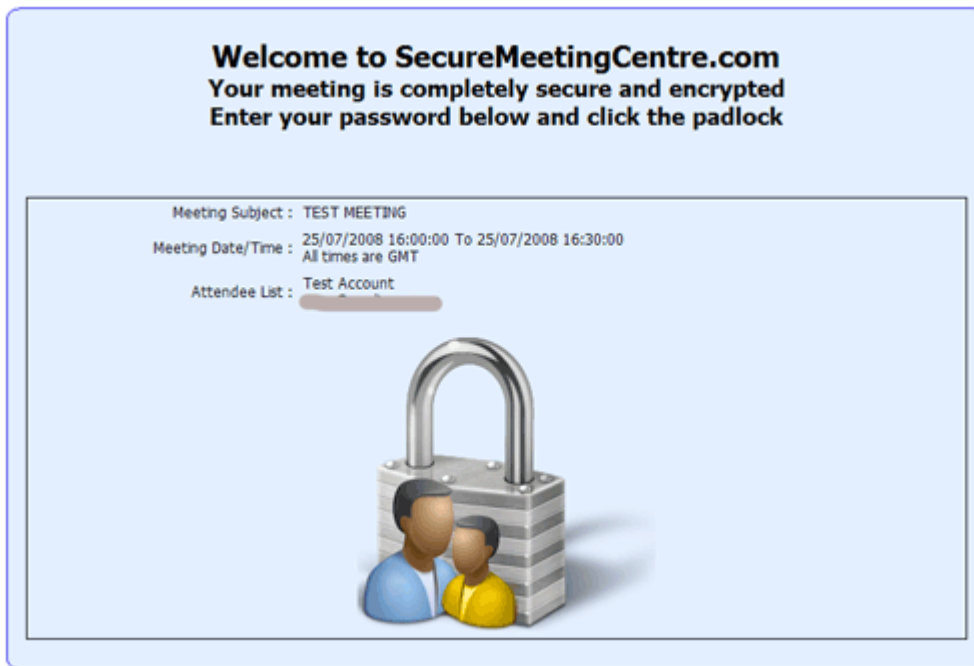 Welcome to SecureMeetingCentre.com
Your meeting is completely secure and encrypted
Enter your password below and click the padlock
Meeting Subject : TEST MEETING
Meeting Date/Time : 25/07/2008 16:00:00 To 25/07/2008 16:30:00
All times are GMT
Attendee List : Test Account